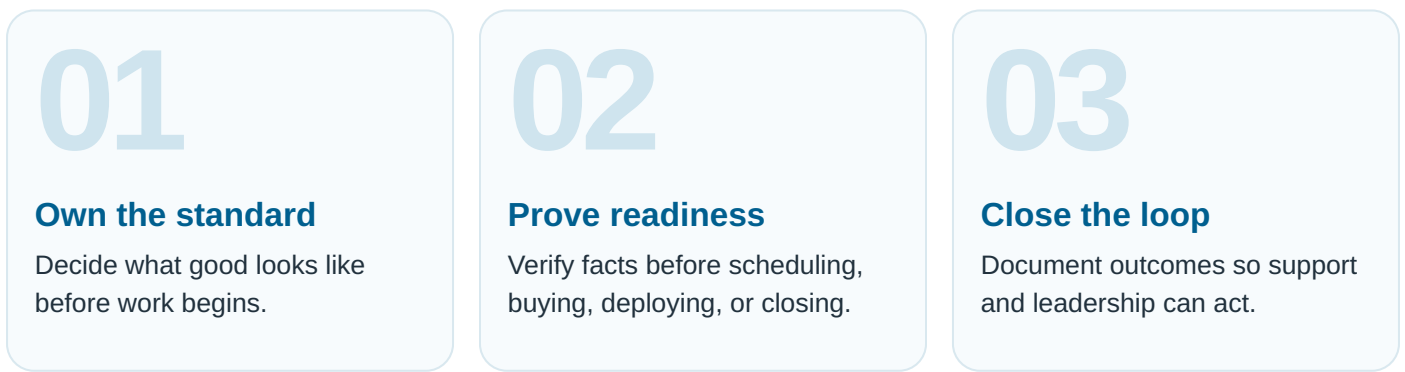 01
Own the standard
Decide what good looks like
before work begins.
02
Prove readiness
Verify facts before scheduling,
buying, deploying, or closing.
03
Close the loop
Document outcomes so support
and leadership can act.